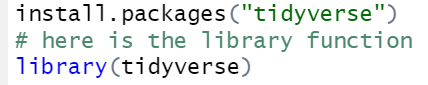 install.packages("tidyverse")
# here is the library function
library(tidyverse)